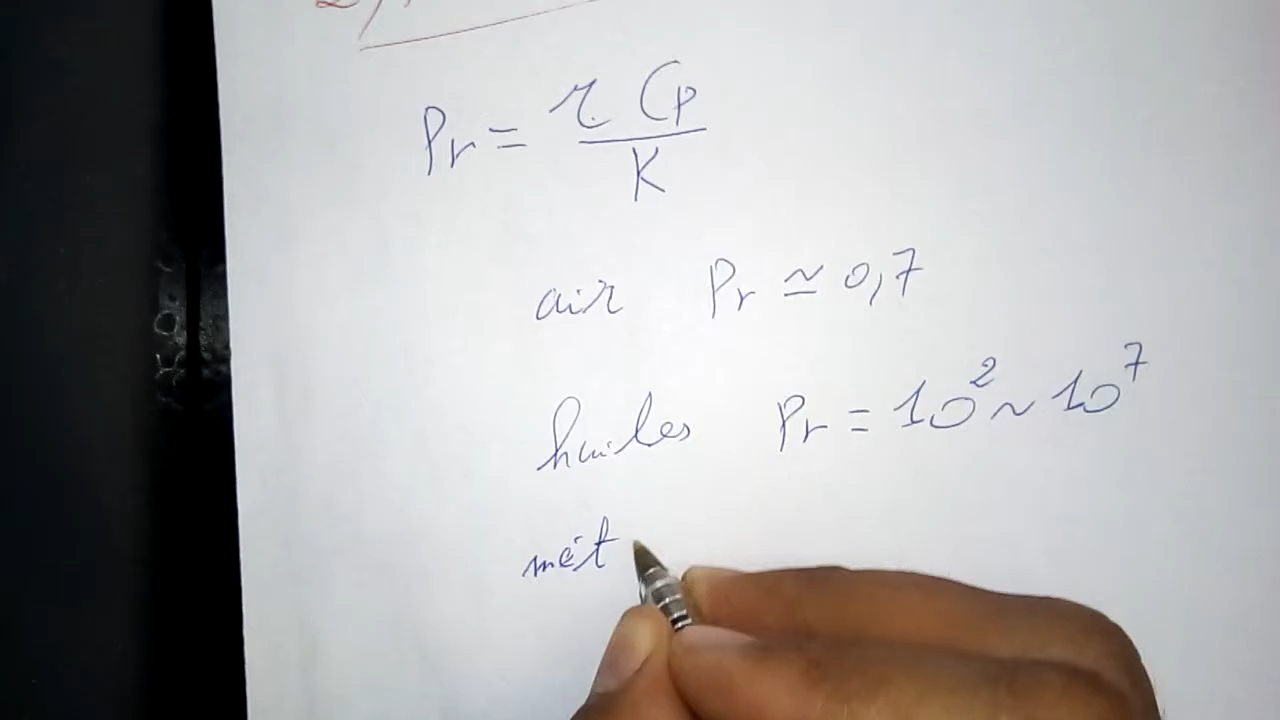 Pr = η Cp / K
air Pr ≃ 0,7
huiles Pr = 10² ~ 10⁷
mét